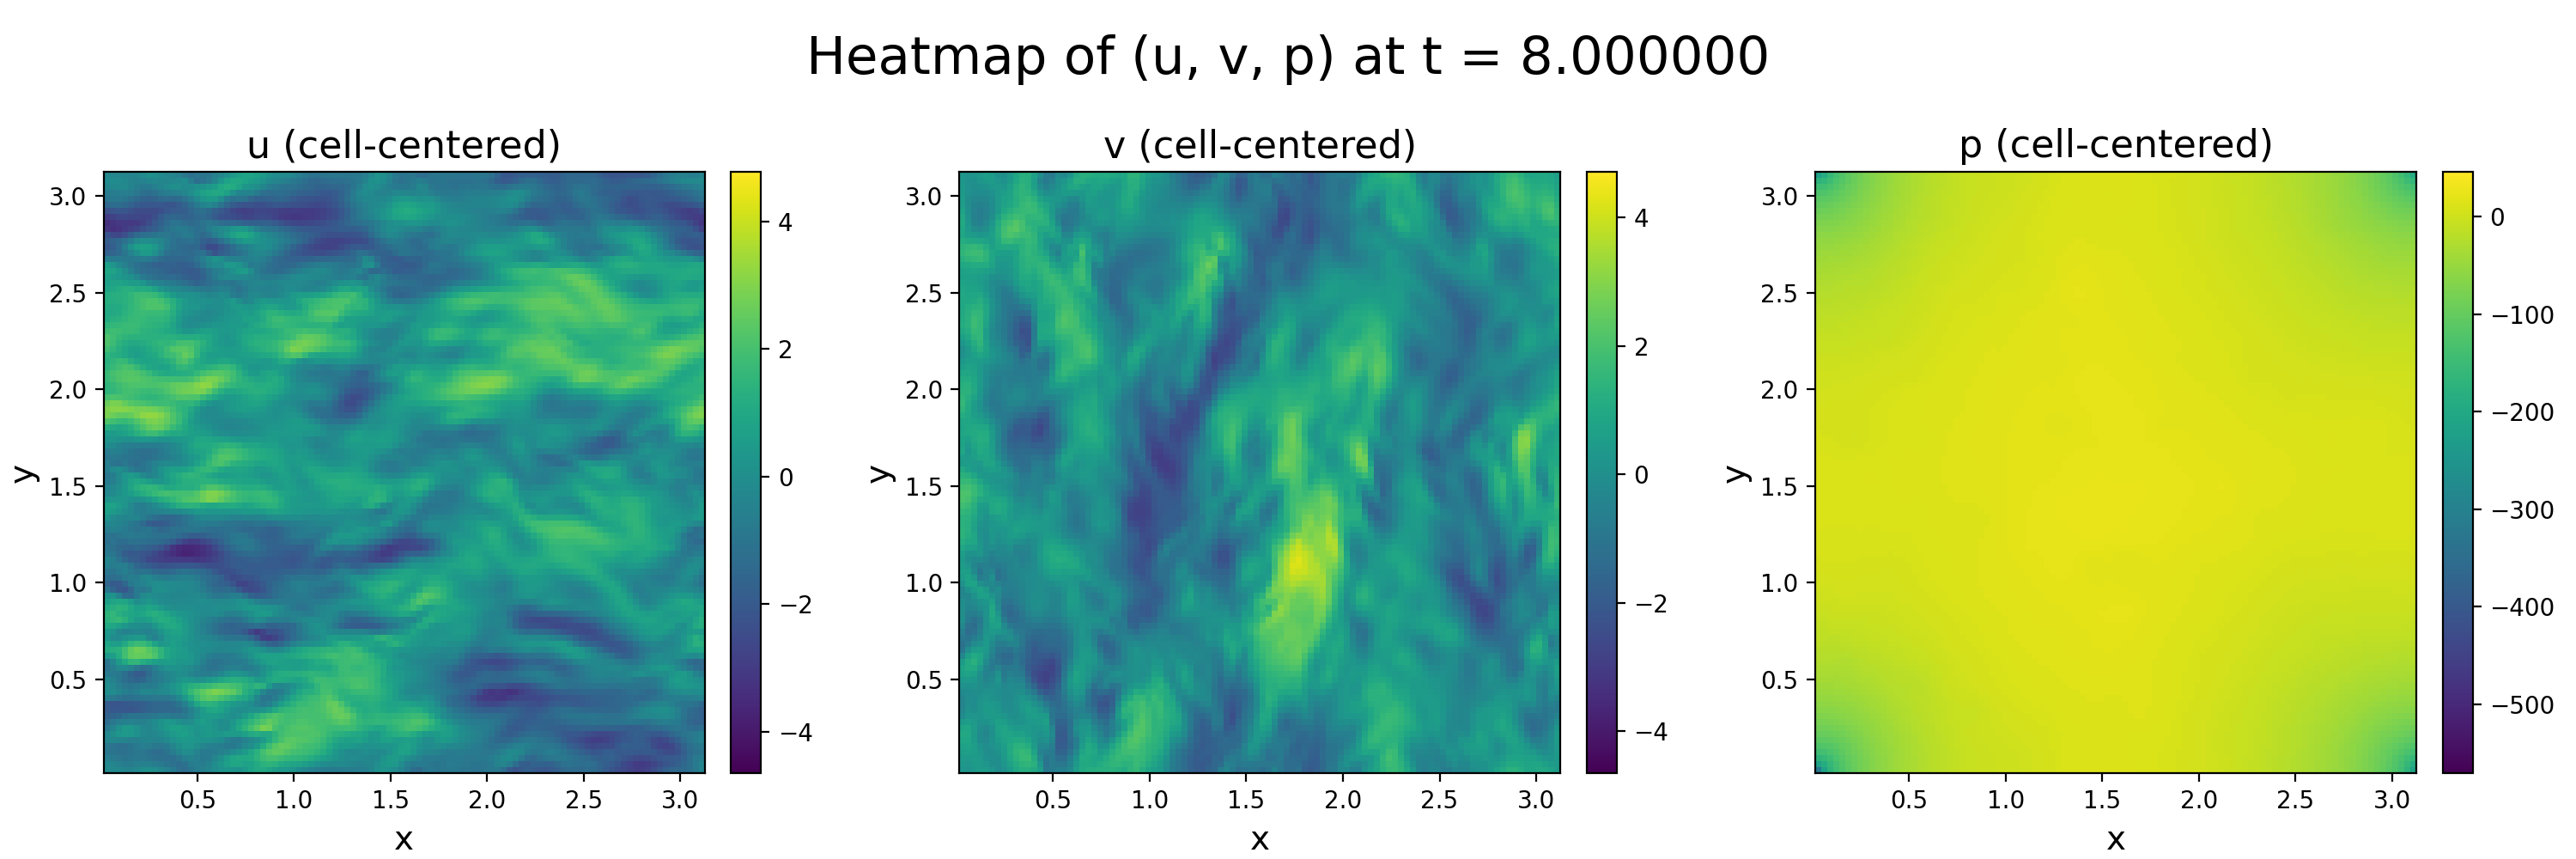 Heatmap of (u, v, p) at t = 8.000000
u (cell-centered)
y
3.0
2.5
2.0
1.5
1.0
0.5
0.5 1.0 1.5 2.0 2.5 3.0
x
4
2
0
−2
−4
v (cell-centered)
y
3.0
2.5
2.0
1.5
1.0
0.5
0.5 1.0 1.5 2.0 2.5 3.0
x
4
2
0
−2
−4
p (cell-centered)
y
3.0
2.5
2.0
1.5
1.0
0.5
0.5 1.0 1.5 2.0 2.5 3.0
x
0
−100
−200
−300
−400
−500